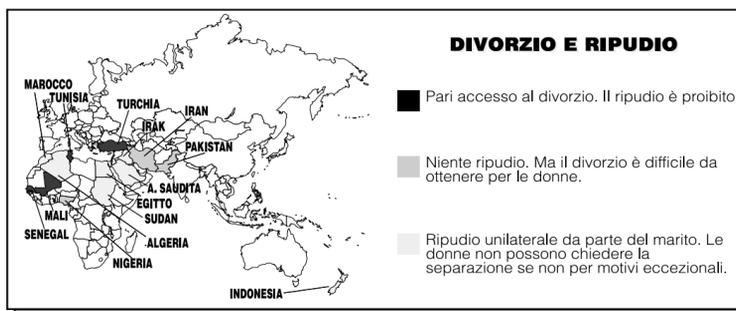 DIVORZIO E RIPUDIO
MAROCCO
TUNISIA
TURCHIA
IRAN
IRAK
PAKISTAN
A. SAUDITA
EGITTO
SUDAN
MALI
SENEGAL
ALGERIA
NIGERIA
INDONESIA
Pari accesso al divorzio. Il ripudio è proibito
Niente ripudio. Ma il divorzio è difficile da
ottenere per le donne.
Ripudio unilaterale da parte del marito. Le
donne non possono chiedere la
separazione se non per motivi eccezionali.